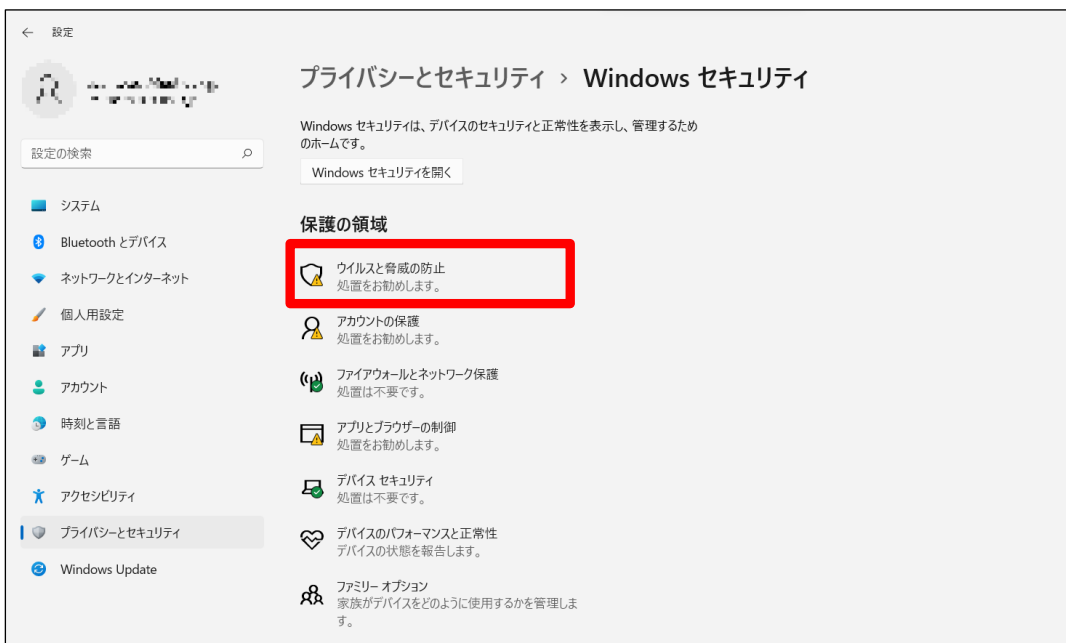 ← 設定
プライバシーとセキュリティ › Windows セキュリティ
Windows セキュリティは、デバイスのセキュリティと正常性を表示し、管理するため
のホームです。
Windows セキュリティを開く
設定の検索
システム
Bluetooth とデバイス
ネットワークとインターネット
個人用設定
アプリ
アカウント
時刻と言語
ゲーム
アクセシビリティ
プライバシーとセキュリティ
Windows Update
保護の領域
ウイルスと脅威の防止
処置をお勧めします。
アカウントの保護
処置をお勧めします。
ファイアウォールとネットワーク保護
処置は不要です。
アプリとブラウザーの制御
処置をお勧めします。
デバイス セキュリティ
処置は不要です。
デバイスのパフォーマンスと正常性
デバイスの状態を報告します。
ファミリー オプション
家族がデバイスをどのように使用するかを管理しま
す。